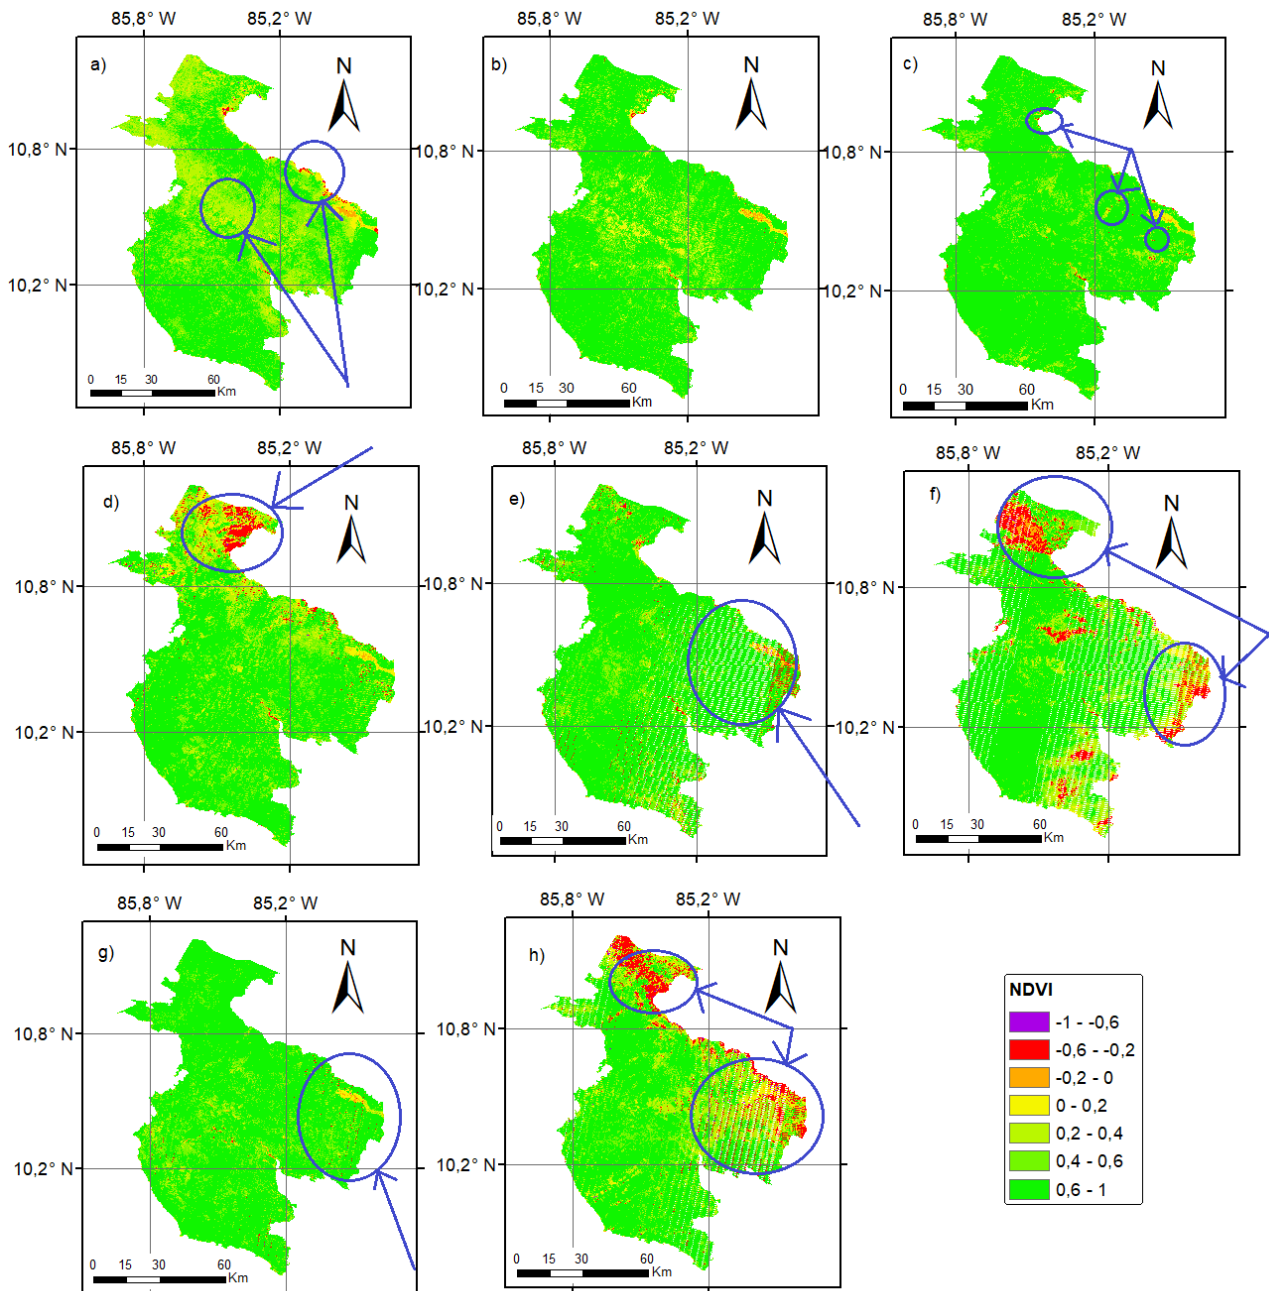 85,8° W 85,2° W
a)
N
10,8° N
10,2° N
0 15 30 60
Km
85,8° W 85,2° W
b)
N
10,8° N
10,2° N
0 15 30 60
Km
85,8° W 85,2° W
c)
N
10,8° N
10,2° N
0 15 30 60
Km
85,8° W 85,2° W
d)
N
10,8° N
10,2° N
0 15 30 60
Km
85,8° W 85,2° W
e)
N
10,8° N
10,2° N
0 15 30 60
Km
85,8° W 85,2° W
f)
N
10,8° N
10,2° N
0 15 30 60
Km
85,8° W 85,2° W
g)
N
10,8° N
10,2° N
0 15 30 60
Km
85,8° W 85,2° W
h)
N
10,8° N
10,2° N
0 15 30 60
Km
NDVI
-1 - -0,6
-0,6 - -0,2
-0,2 - 0
0 - 0,2
0,2 - 0,4
0,4 - 0,6
0,6 - 1